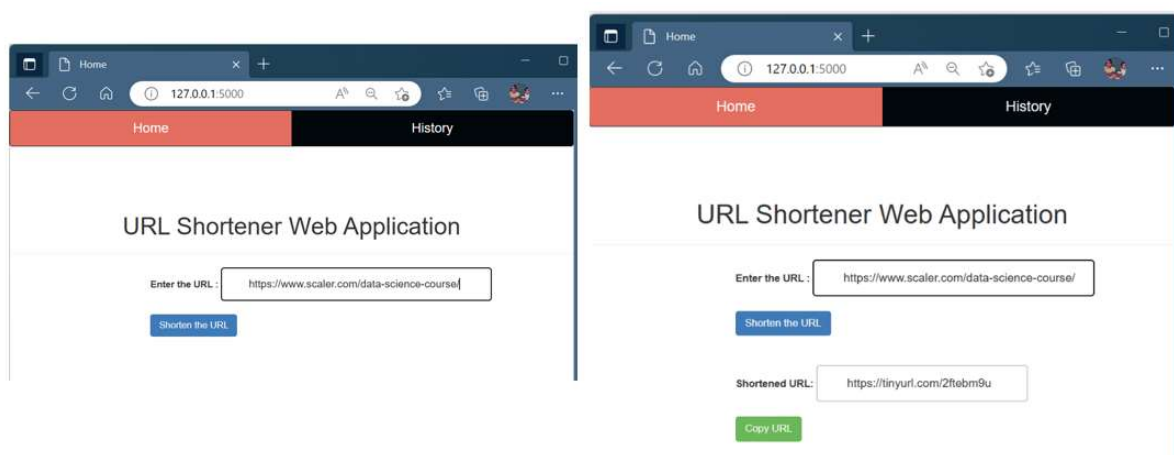 Home
127.0.0.1:5000
Home History
URL Shortener Web Application
Enter the URL : https://www.scaler.com/data-science-course/
Shorten the URL
Home
127.0.0.1:5000
Home History
URL Shortener Web Application
Enter the URL : https://www.scaler.com/data-science-course/
Shorten the URL
Shortened URL: https://tinyurl.com/2ftebm9u
Copy URL